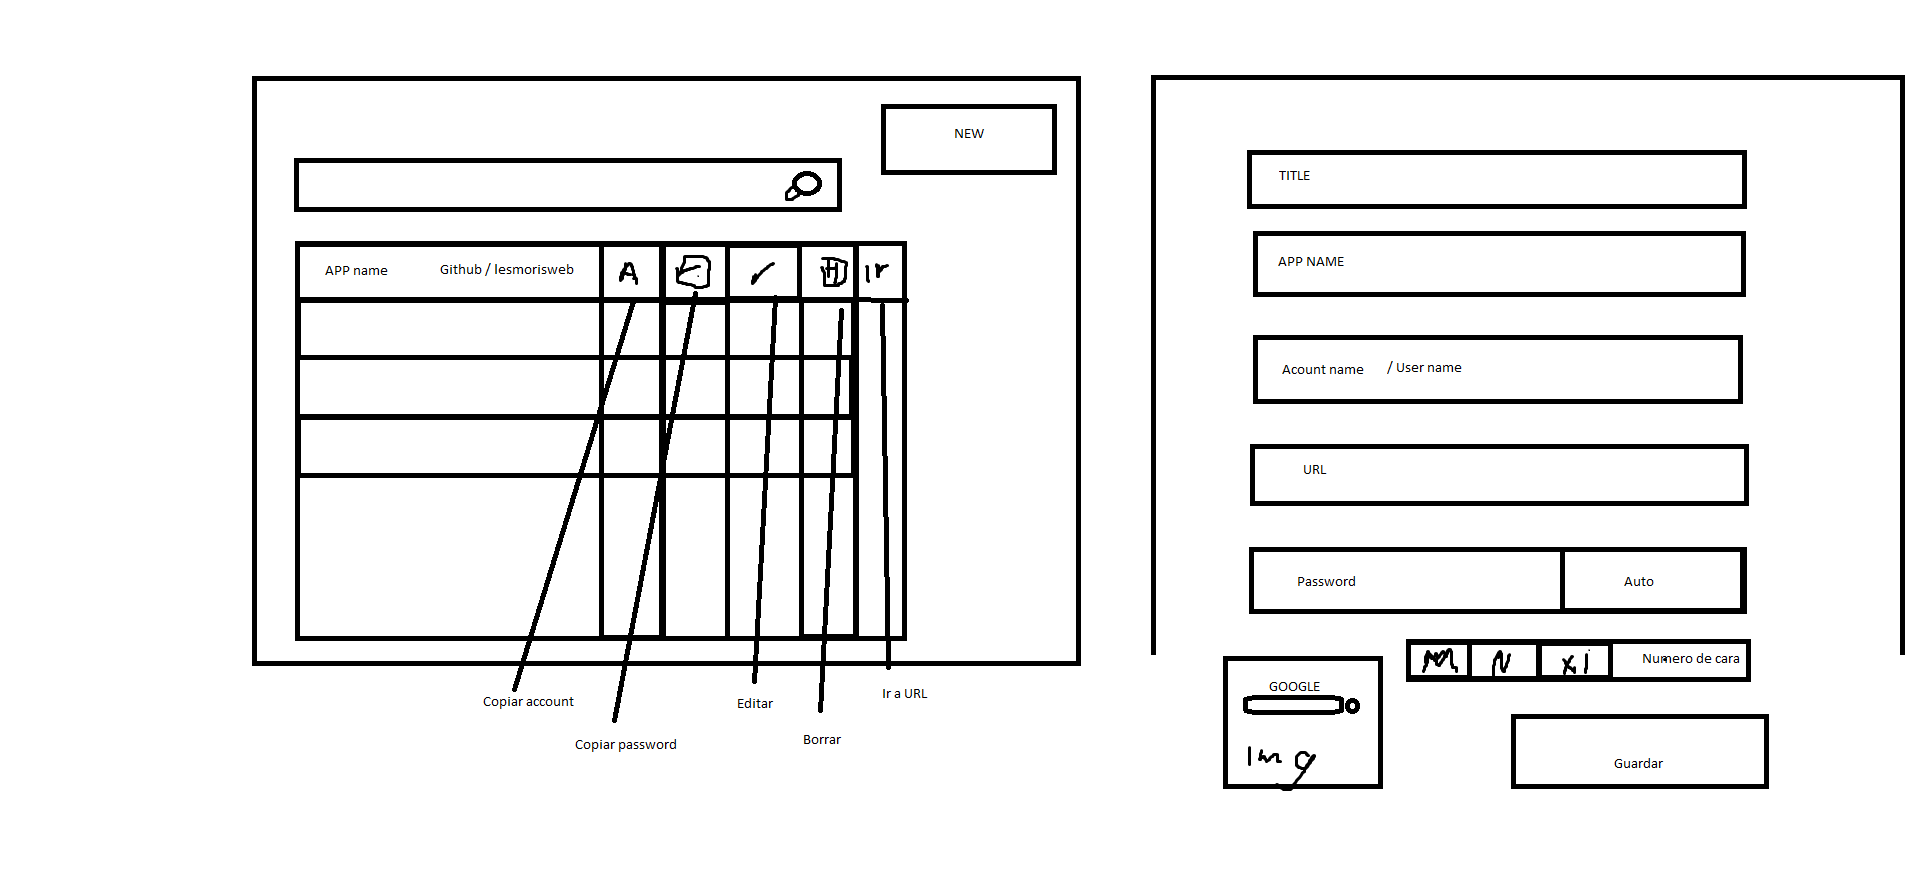 NEW
APP name Github / lesmorisweb A Ir
Copiar account
Copiar password
Editar
Borrar
Ir a URL
TITLE
APP NAME
Acount name / User name
URL
Password Auto
N Numero de cara
GOOGLE
Img
Guardar